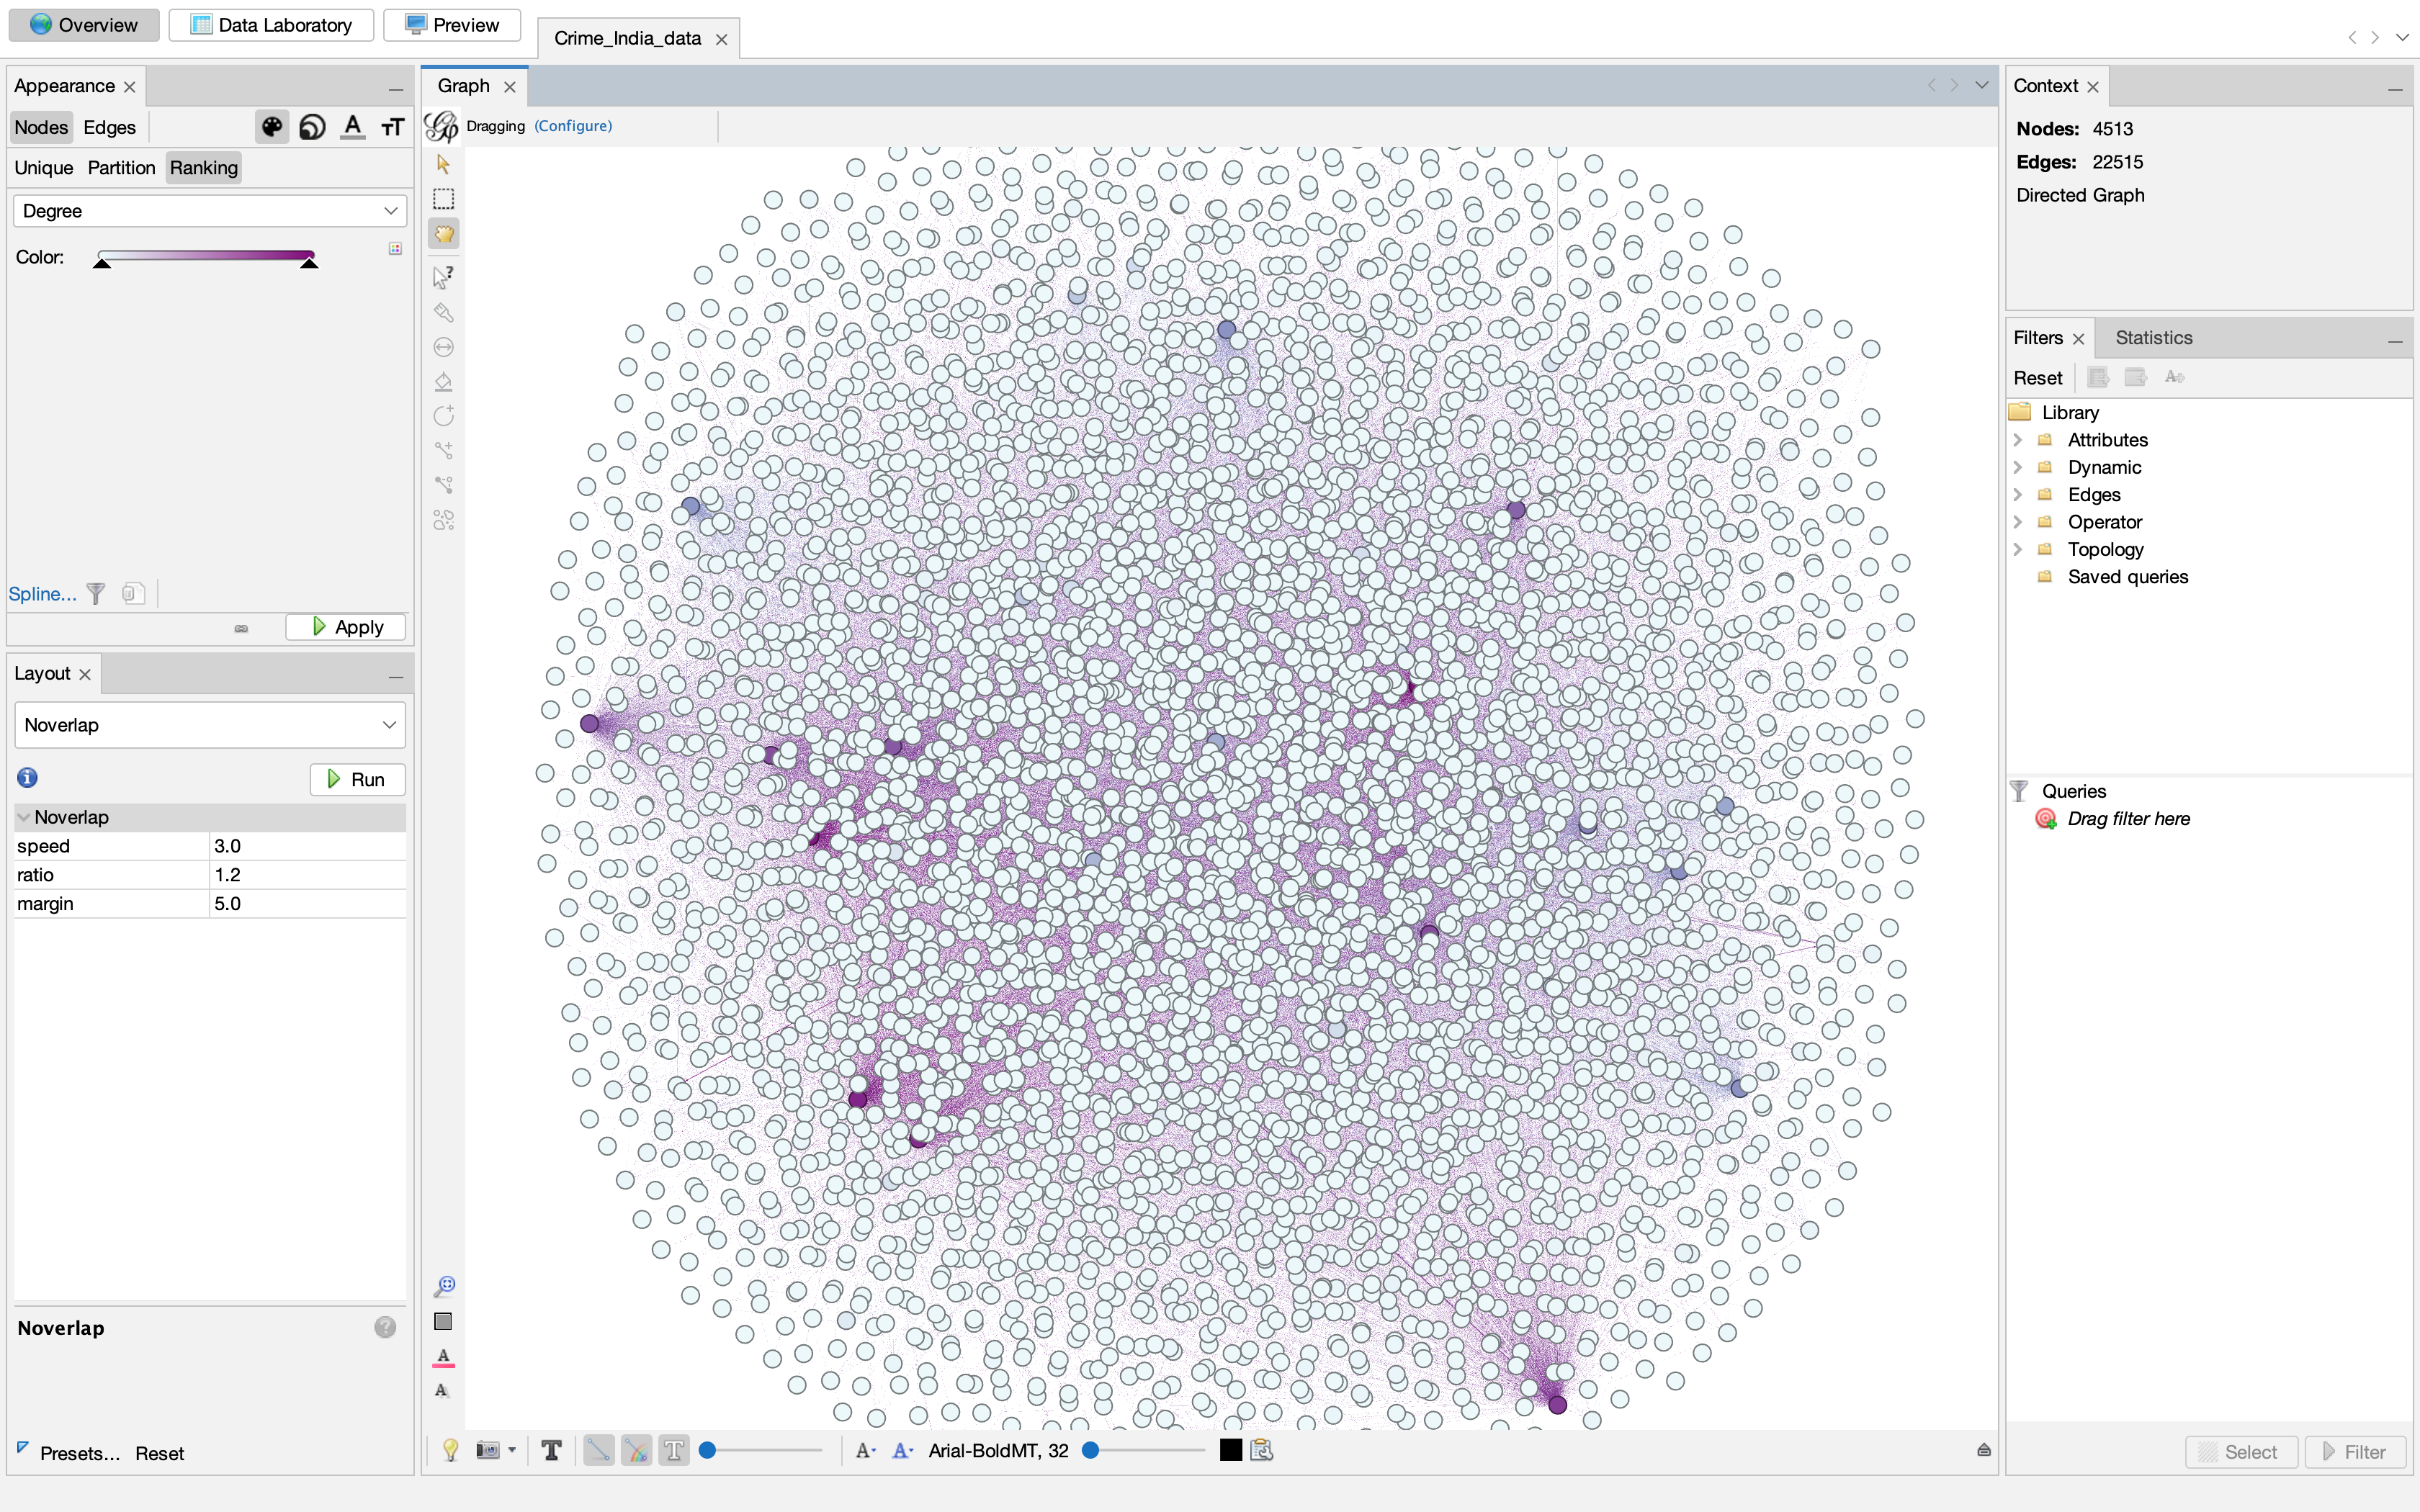 Overview
Data Laboratory
Preview
Crime_India_data
Appearance
Nodes Edges
A
TT
Unique Partition Ranking
Degree
Color:
Spline...
Apply
Layout
Noverlap
Run
Noverlap
speed 3.0
ratio 1.2
margin 5.0
Noverlap
?
Presets... Reset
Graph
Dragging (Configure)
?
A
A
T
T
A- A- Arial-BoldMT, 32
Context
Nodes: 4513
Edges: 22515
Directed Graph
Filters Statistics
Reset
A
Library
Attributes
Dynamic
Edges
Operator
Topology
Saved queries
Queries
Drag filter here
Select
Filter